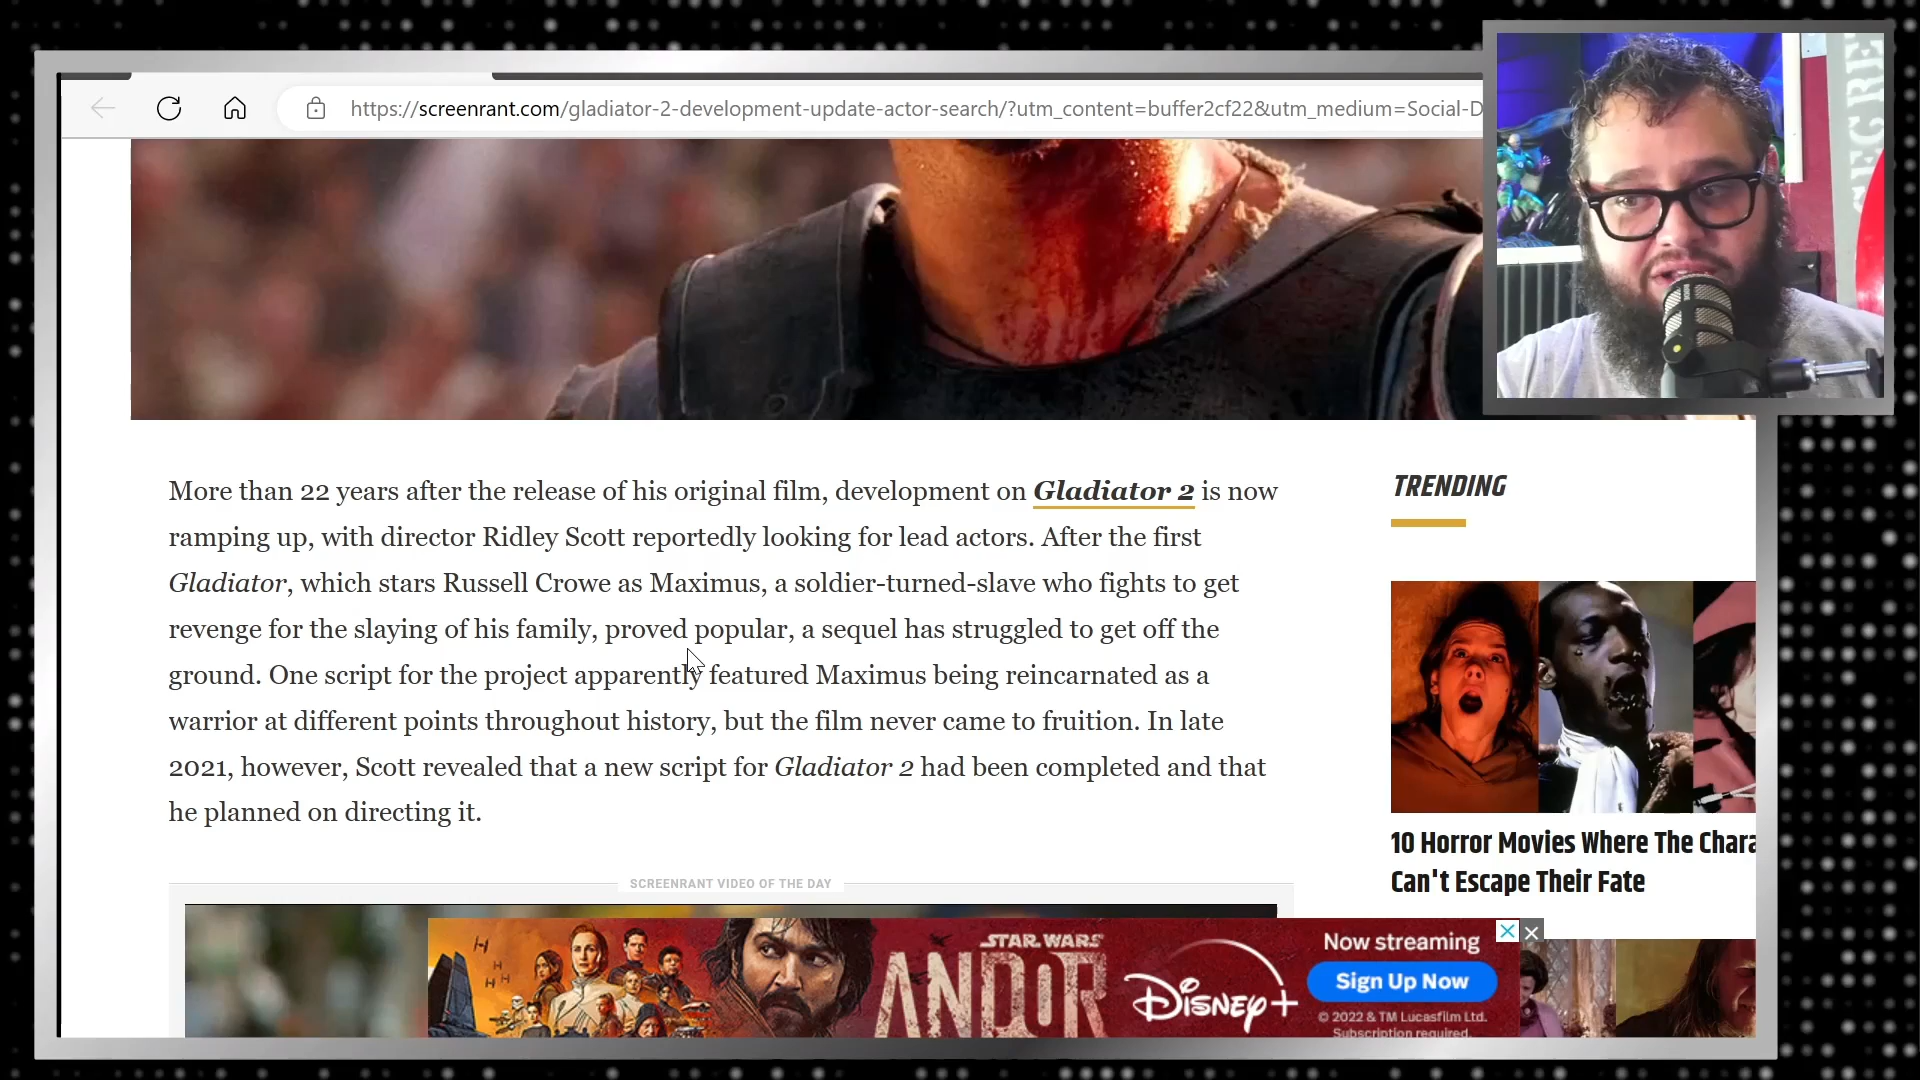 https://screenrant.com/gladiator-2-development-update-actor-search/?utm_content=buffer2cf22&utm_medium=Social-D
More than 22 years after the release of his original film, development on Gladiator 2 is now
ramping up, with director Ridley Scott reportedly looking for lead actors. After the first
Gladiator, which stars Russell Crowe as Maximus, a soldier-turned-slave who fights to get
revenge for the slaying of his family, proved popular, a sequel has struggled to get off the
ground. One script for the project apparently featured Maximus being reincarnated as a
warrior at different points throughout history, but the film never came to fruition. In late
2021, however, Scott revealed that a new script for Gladiator 2 had been completed and that
he planned on directing it.
TRENDING
10 Horror Movies Where The Chara
Can't Escape Their Fate
SCREENRANT VIDEO OF THE DAY
STAR WARS
ANDOR
Disney+
Now streaming
Sign Up Now
© 2022 & TM Lucasfilm Ltd.
Subscription required.